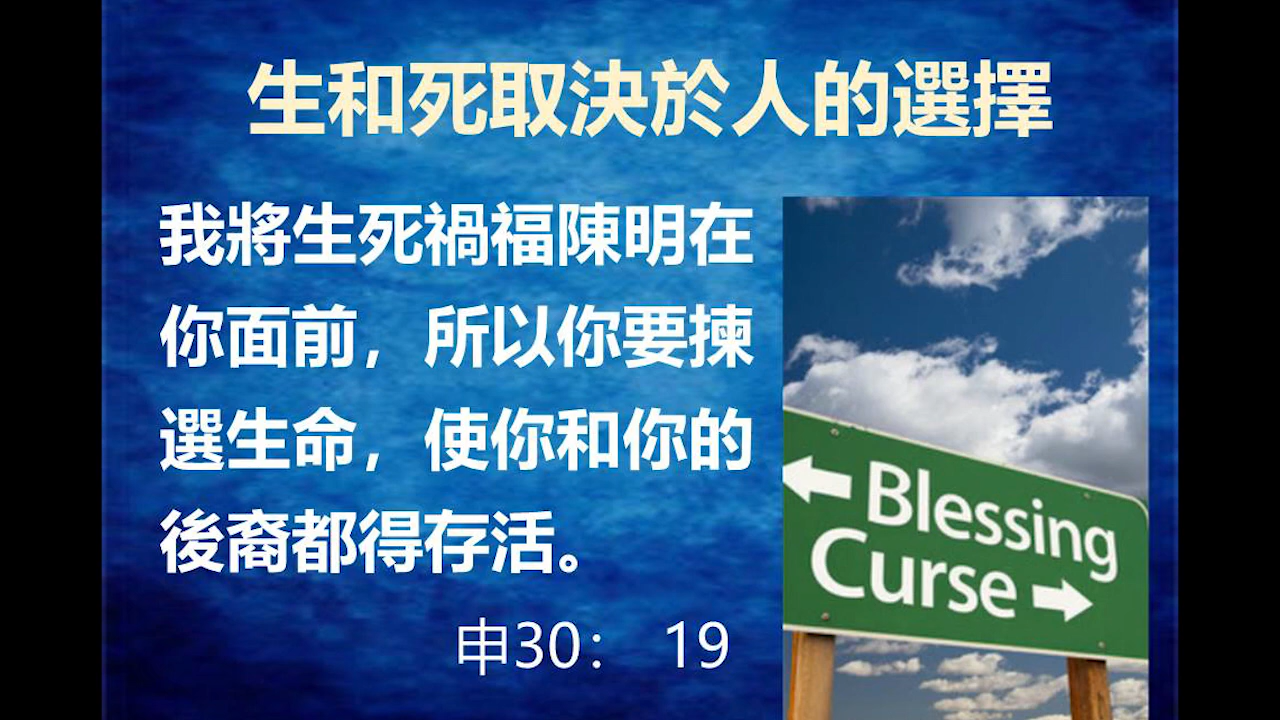 生和死取決於人的選擇
我將生死禍福陳明在
你面前，所以你要揀
選生命，使你和你的
後裔都得存活。
申30： 19
Blessing
Curse